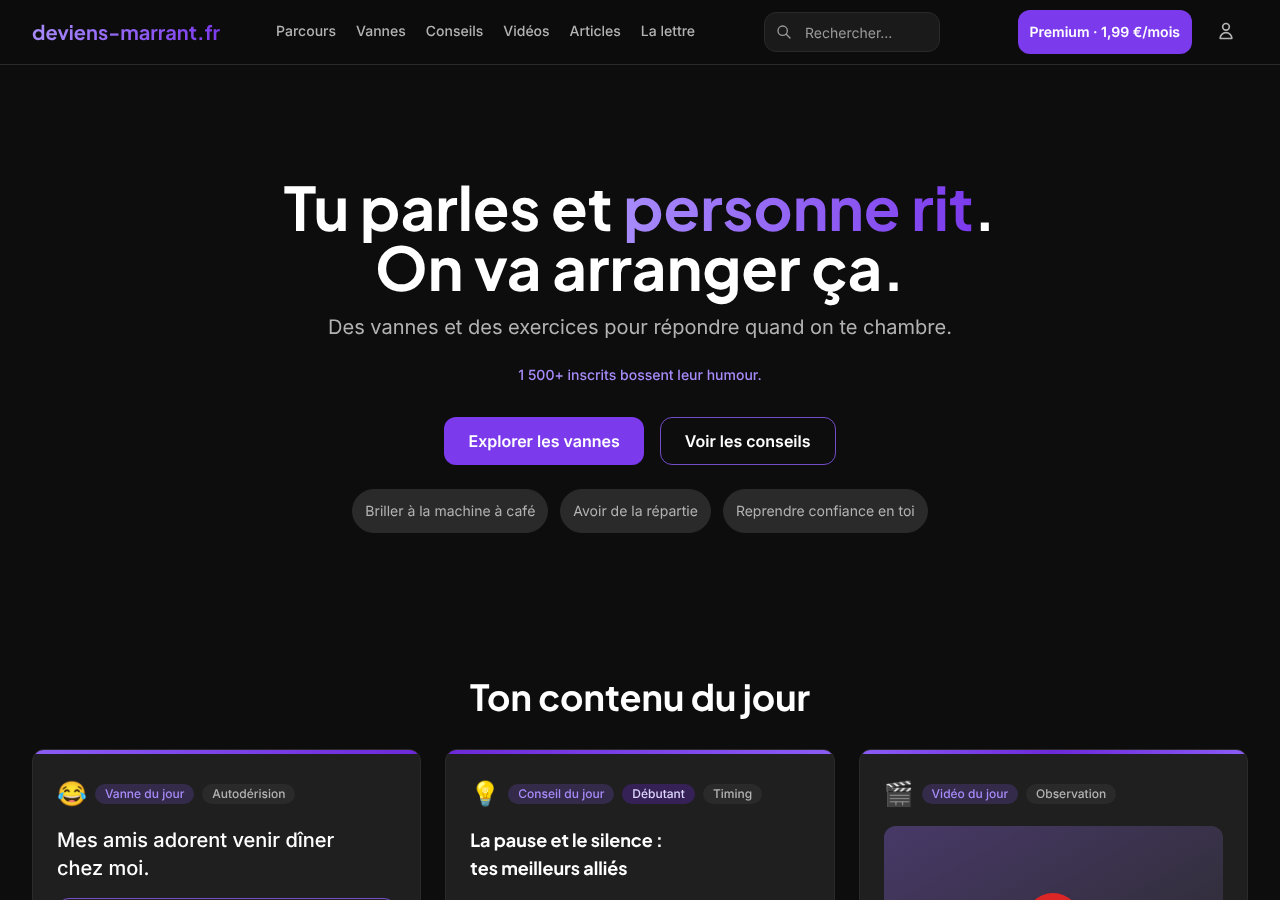 deviens-marrant.fr
Parcours
Vannes
Conseils
Vidéos
Articles
La lettre
Rechercher...
Premium · 1,99 €/mois
Tu parles et personne rit.
On va arranger ça.
Des vannes et des exercices pour répondre quand on te chambre.
1 500+ inscrits bossent leur humour.
Explorer les vannes
Voir les conseils
Briller à la machine à café
Avoir de la répartie
Reprendre confiance en toi
Ton contenu du jour
Vanne du jour
Autodérision
Mes amis adorent venir dîner
chez moi.
Conseil du jour
Débutant
Timing
La pause et le silence :
tes meilleurs alliés
Vidéo du jour
Observation